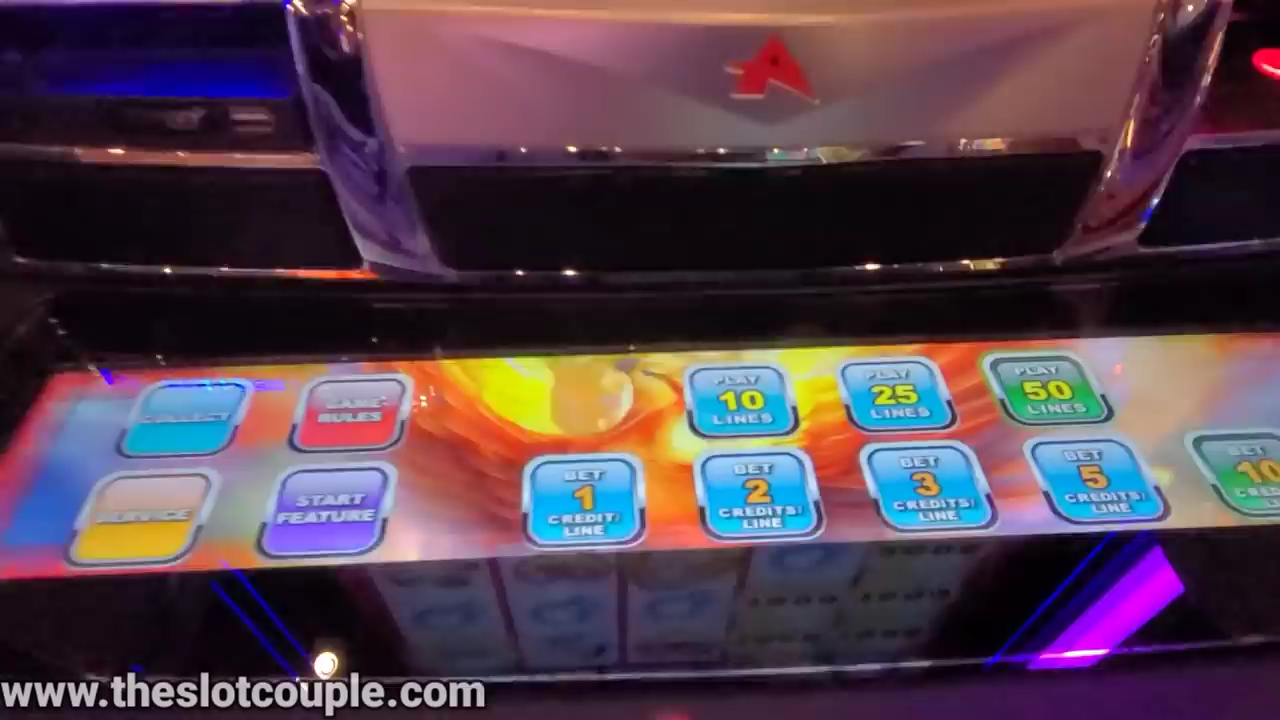 COLLECT
GAME
RULES
PLAY
10
LINES
PLAY
25
LINES
PLAY
50
LINES
SERVICE
START
FEATURE
BET
1
CREDIT/
LINE
BET
2
CREDITS/
LINE
BET
3
CREDITS/
LINE
BET
5
CREDITS/
LINE
BET
10
www.theslotcouple.com